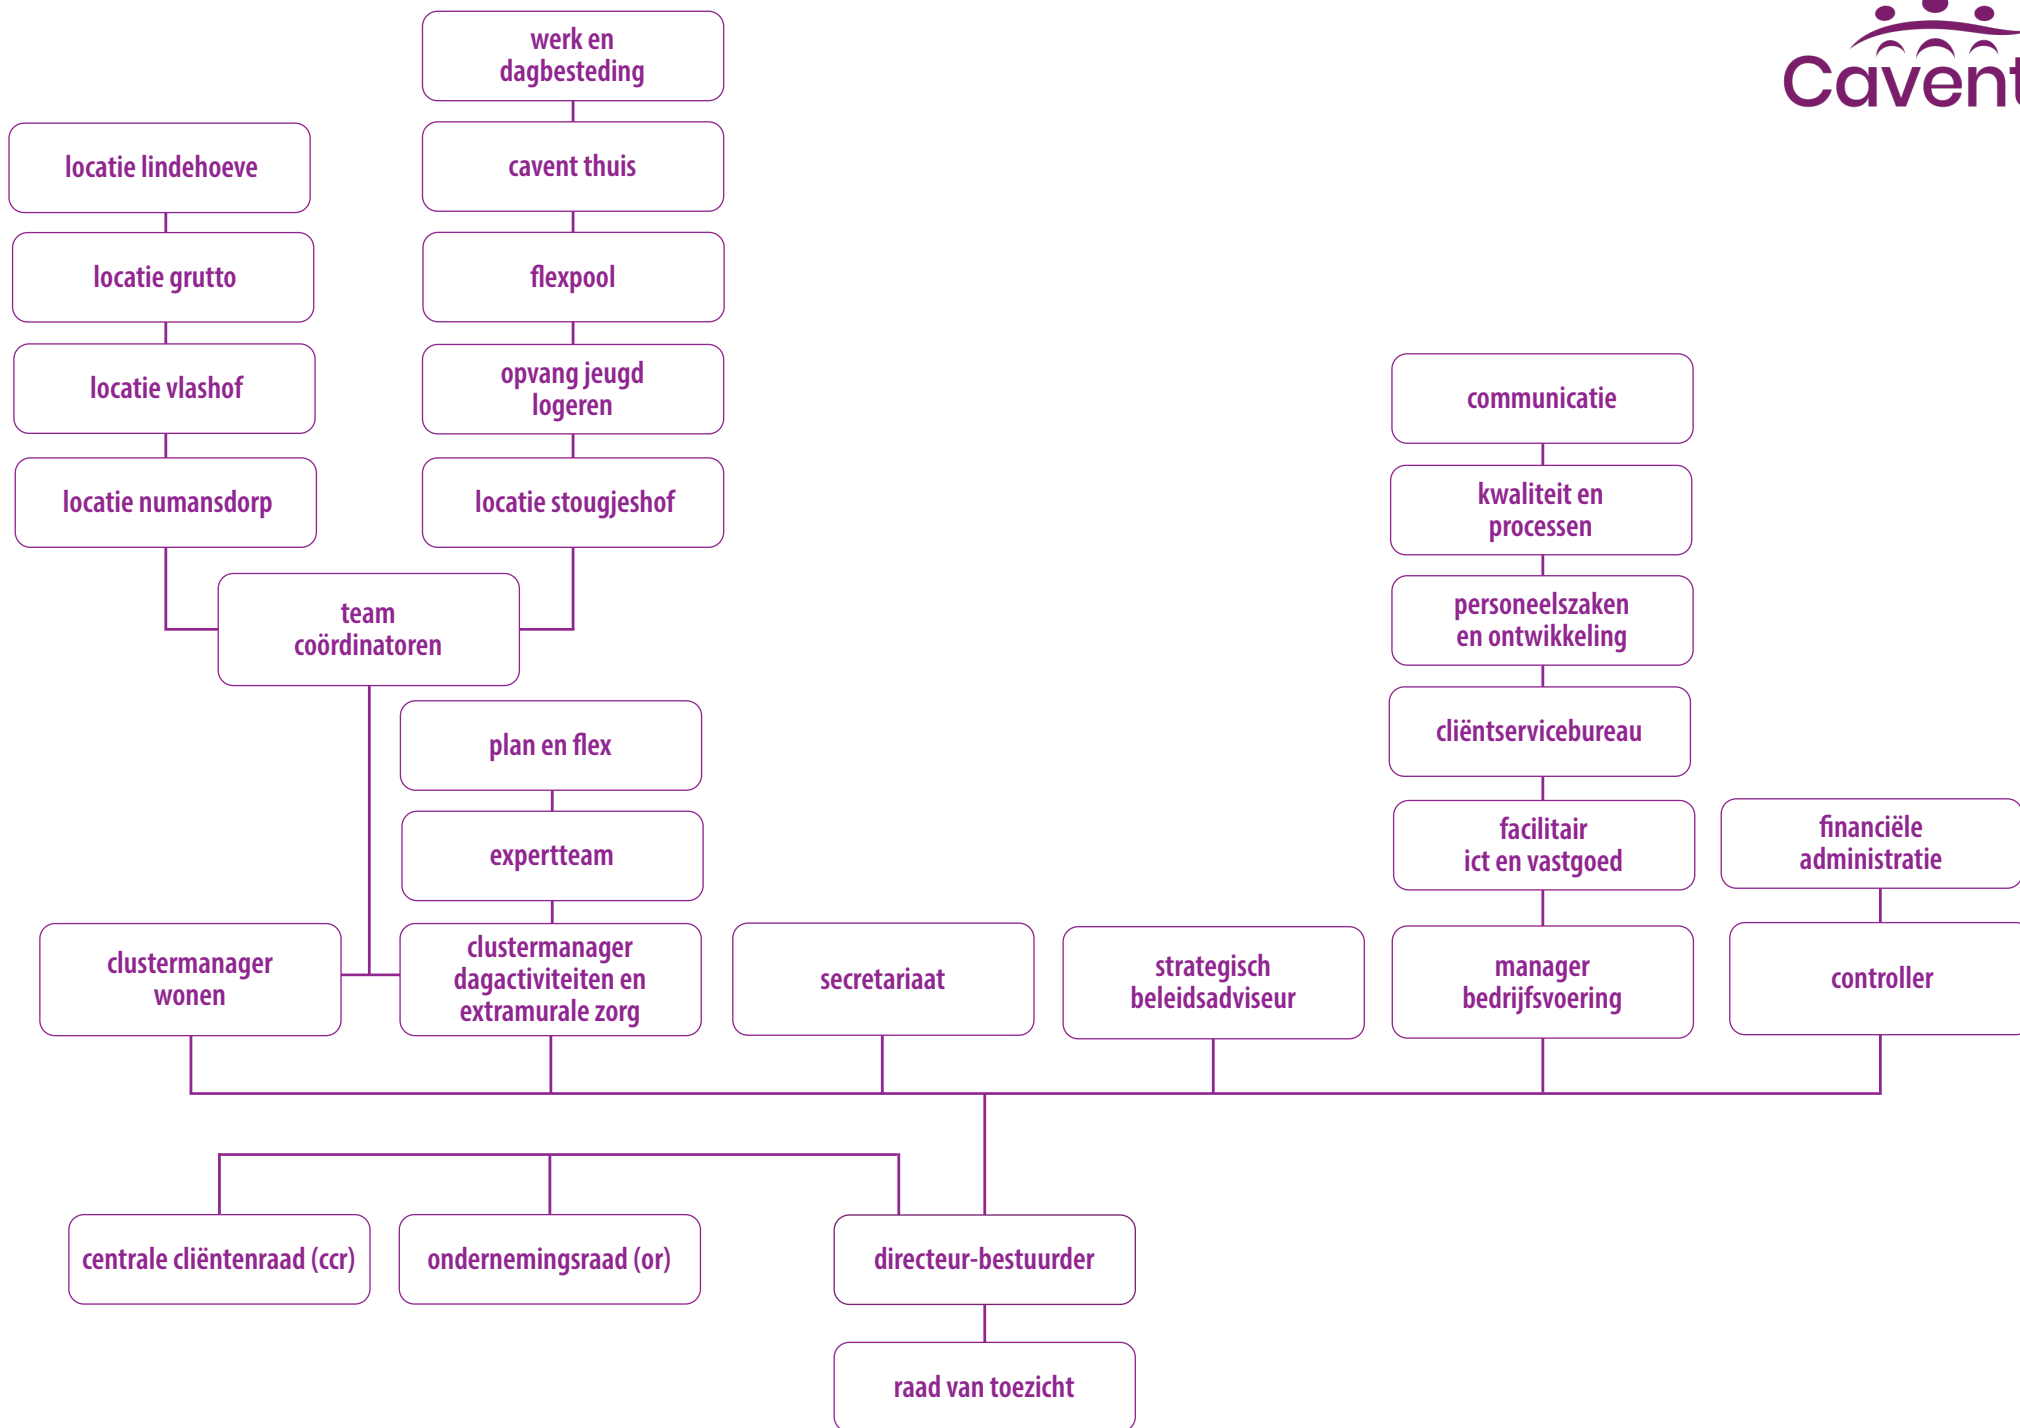 Cavent
werk en
dagbesteding
locatie lindehoeve
cavent thuis
locatie grutto
flexpool
locatie vlashof
opvang jeugd
logeren
communicatie
locatie numansdorp
locatie stougjeshof
kwaliteit en
processen
team
coördinatoren
personeelszaken
en ontwikkeling
plan en flex
cliëntservicebureau
expertteam
facilitair
ict en vastgoed
financiële
administratie
clustermanager
wonen
clustermanager
dagactiviteiten en
extramurale zorg
secretariaat
strategisch
beleidsadviseur
manager
bedrijfsvoering
controller
centrale cliëntenraad (ccr)
ondernemingsraad (or)
directeur-bestuurder
raad van toezicht